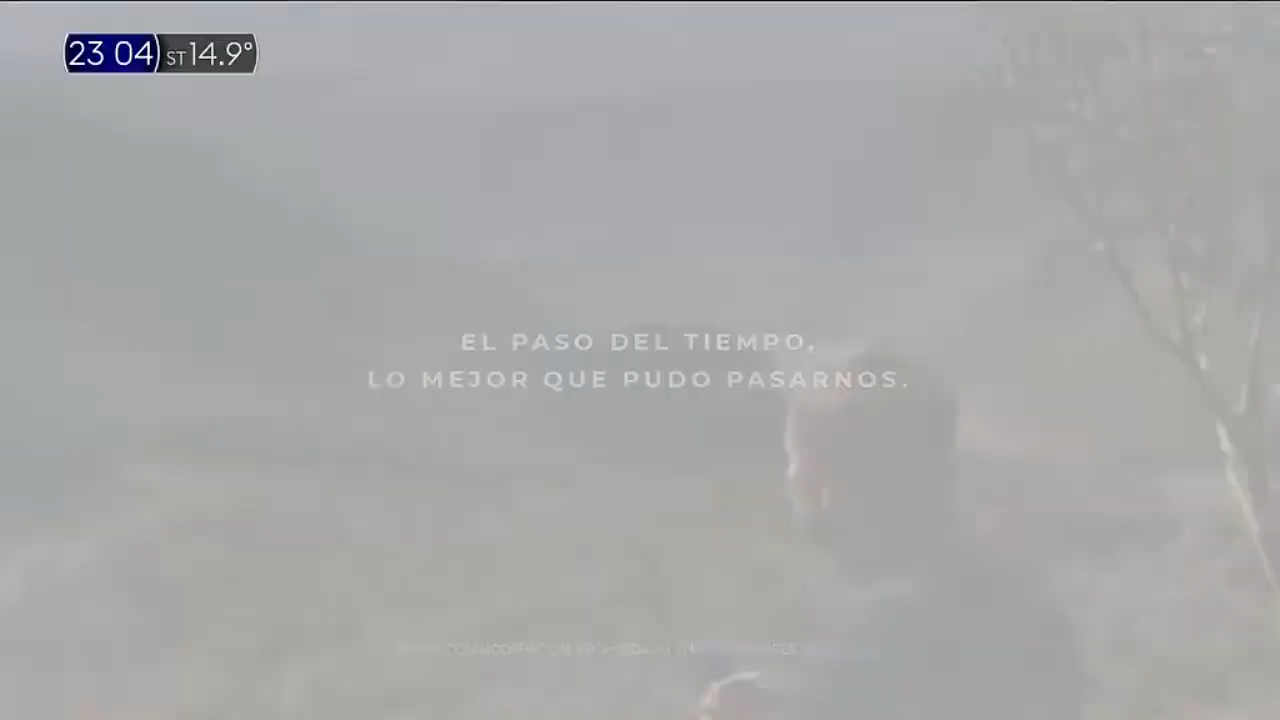 23 04 ST 14.9°
EL PASO DEL TIEMPO,
LO MEJOR QUE PUDO PASARNOS.